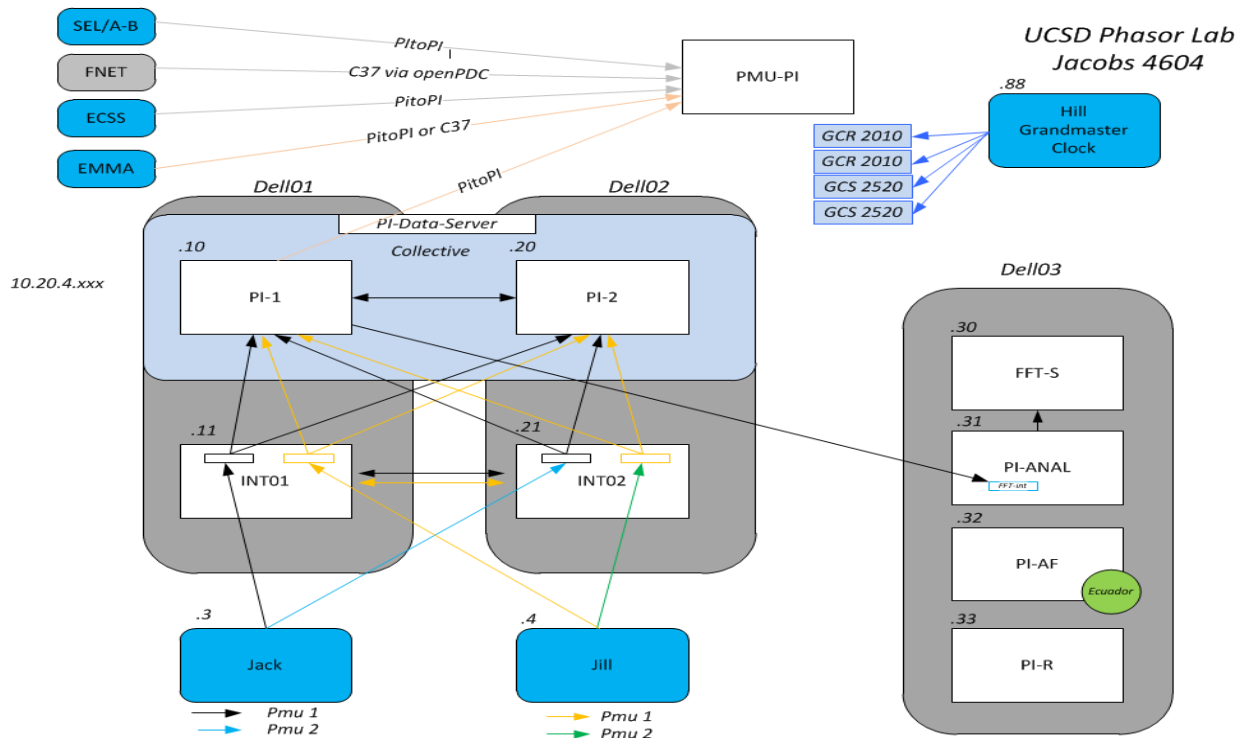 SEL/A-B
FNET
ECSS
EMMA
PItoPI
C37 via openPDC
PitoPI
PitoPI or C37
PitoPI
PMU-PI
UCSD Phasor Lab
Jacobs 4604
.88
Hill
Grandmaster
Clock
GCR 2010
GCR 2010
GCS 2520
GCS 2520
Dell01
Dell02
PI-Data-Server
Collective
10.20.4.xxx
.10
PI-1
.20
PI-2
.11
INT01
.21
INT02
Dell03
.30
FFT-S
.31
PI-ANAL
FFT-int
.32
PI-AF
Ecuador
.33
PI-R
.3
Jack
.4
Jill
Pmu 1
Pmu 2
Pmu 1
Pmu 2